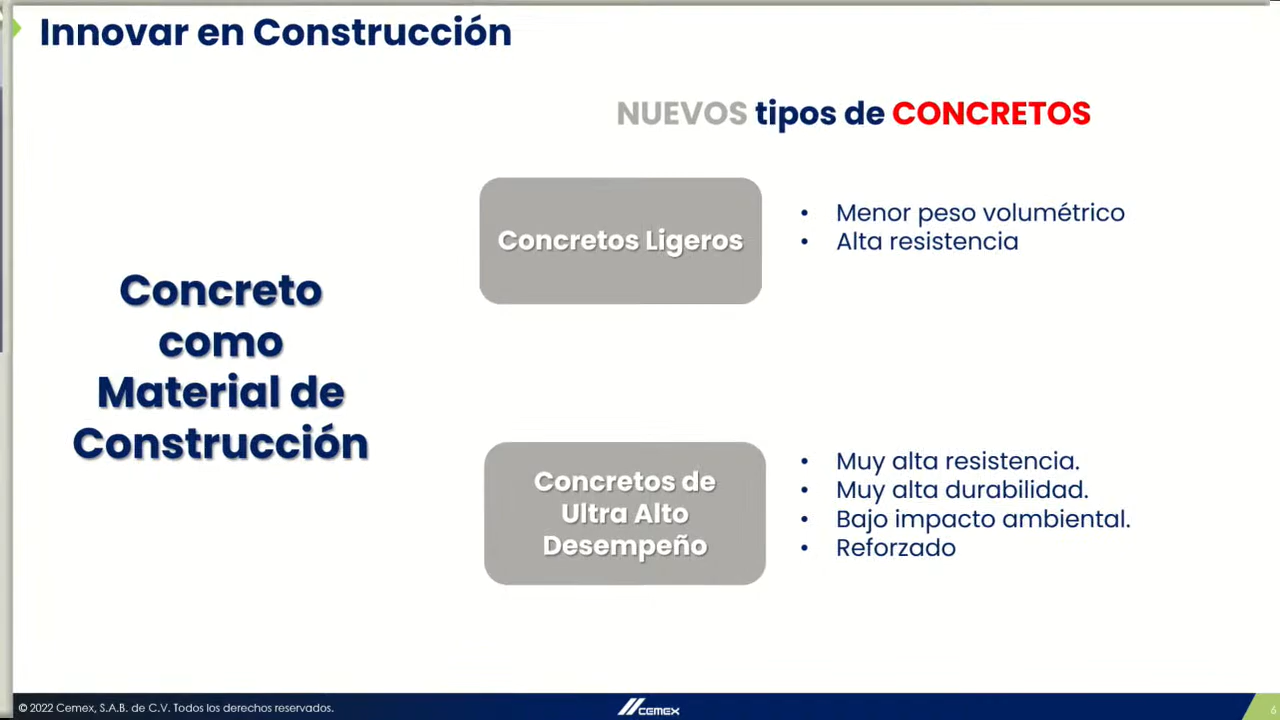 Innovar en Construcción
NUEVOS tipos de CONCRETOS
Concreto
como
Material de
Construcción
Concretos Ligeros
• Menor peso volumétrico
• Alta resistencia
Concretos de
Ultra Alto
Desempeño
• Muy alta resistencia.
• Muy alta durabilidad.
• Bajo impacto ambiental.
• Reforzado
© 2022 Cemex, S.A.B. de C.V. Todos los derechos reservados.
CEMEX
6